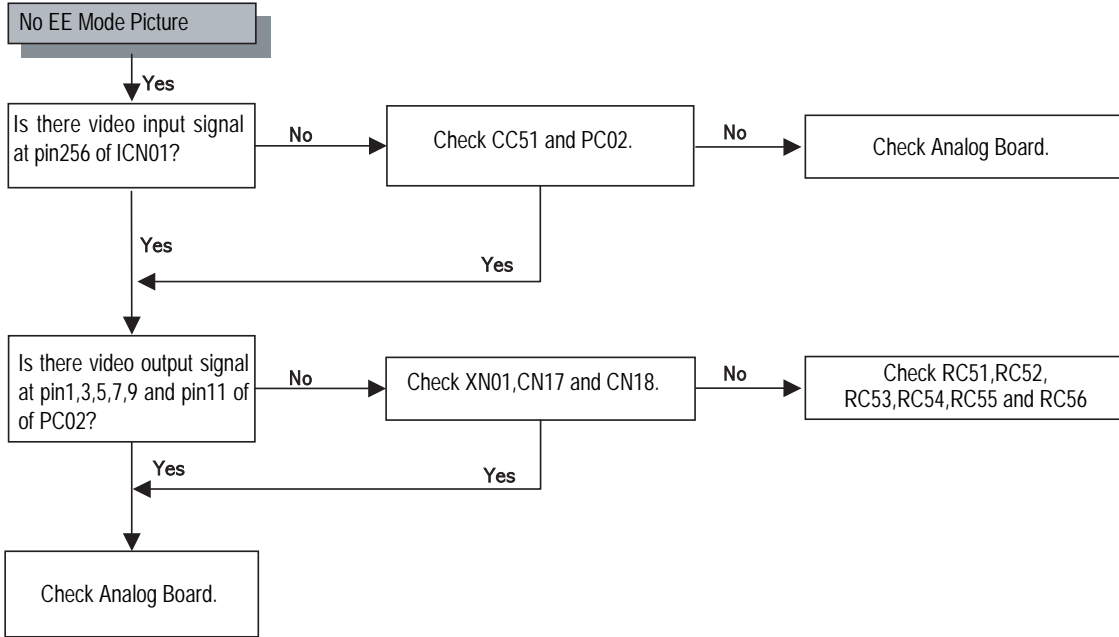 No EE Mode Picture
Yes
Is there video input signal
at pin256 of ICN01?
No
Check CC51 and PC02.
No
Check Analog Board.
Yes
Yes
Is there video output signal
at pin1,3,5,7,9 and pin11 of
of PC02?
No
Check XN01,CN17 and CN18.
No
Check RC51,RC52,
RC53,RC54,RC55 and RC56
Yes
Yes
Check Analog Board.